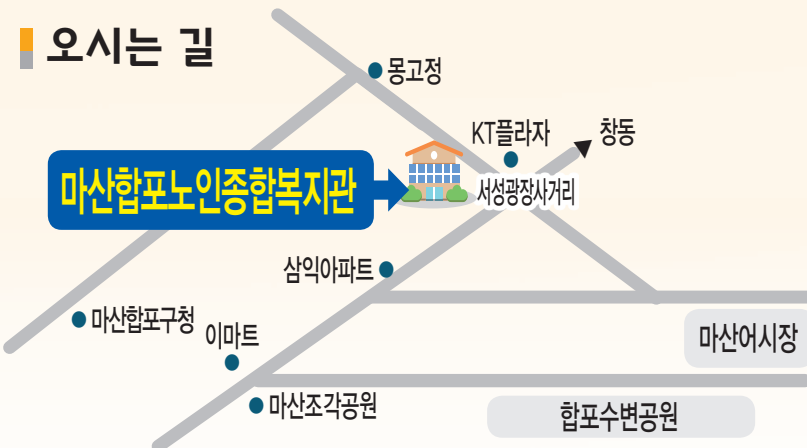 오시는 길
몽고정
KT플라자
창동
마산합포노인종합복지관
서성광장사거리
삼익아파트
마산합포구청
이마트
마산어시장
마산조각공원
합포수변공원